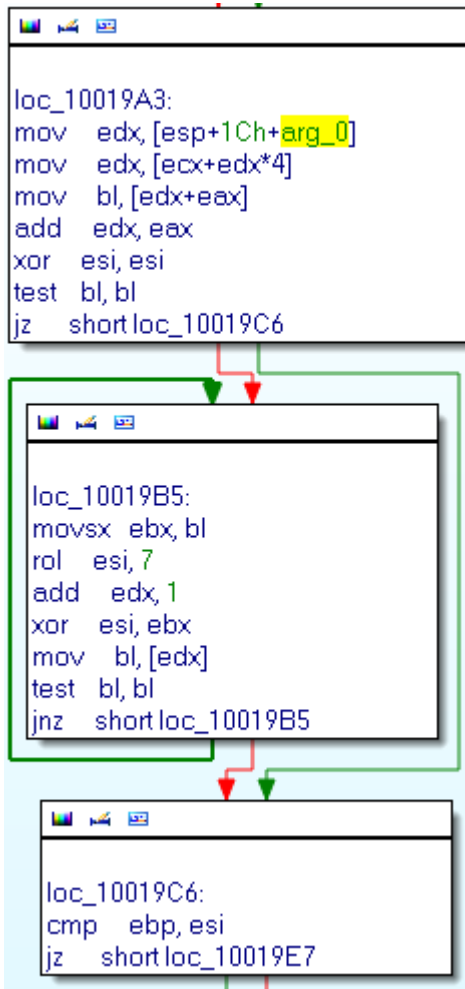 loc_10019A3:
mov edx, [esp+1Ch+arg_0]
mov edx, [ecx+edx*4]
mov bl, [edx+eax]
add edx, eax
xor esi, esi
test bl, bl
jz short loc_10019C6
loc_10019B5:
movsx ebx, bl
rol esi, 7
add edx, 1
xor esi, ebx
mov bl, [edx]
test bl, bl
jnz short loc_10019B5
loc_10019C6:
cmp ebp, esi
jz short loc_10019E7